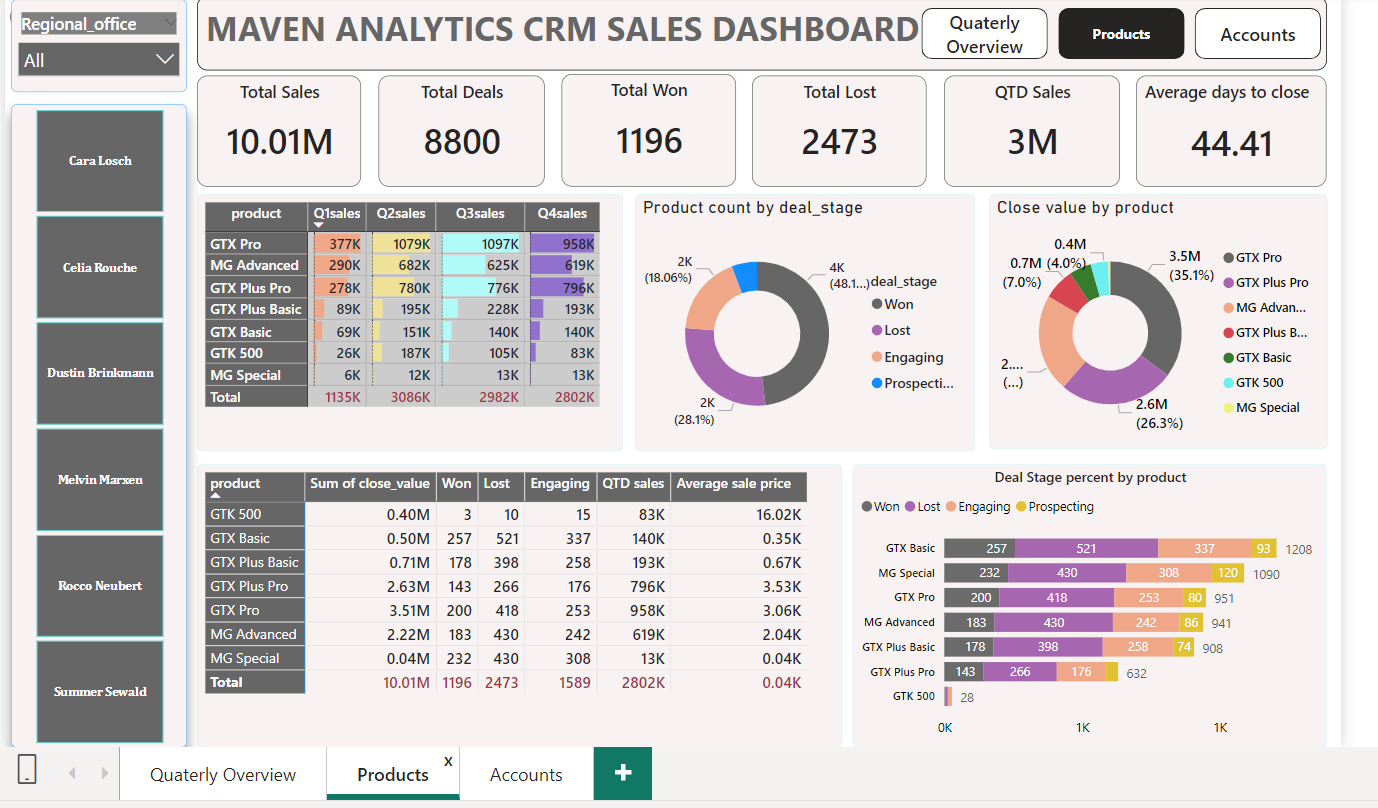 Regional_office
All
Cara Losch
Celia Rouche
Dustin Brinkmann
Melvin Marxen
Rocco Neubert
Summer Sewald
MAVEN ANALYTICS CRM SALES DASHBOARD
Quaterly
Overview
Products
Accounts
Total Sales
10.01M
Total Deals
8800
Total Won
1196
Total Lost
2473
QTD Sales
3M
Average days to close
44.41
product Q1sales Q2sales Q3sales Q4sales
GTX Pro 377K 1079K 1097K 958K
MG Advanced 290K 682K 625K 619K
GTX Plus Pro 278K 780K 776K 796K
GTX Plus Basic 89K 195K 228K 193K
GTX Basic 69K 151K 140K 140K
GTK 500 26K 187K 105K 83K
MG Special 6K 12K 13K 13K
Total 1135K 3086K 2982K 2802K
Product count by deal_stage
2K
(18.06%)
4K
(48.1...)
2K
(28.1%)
deal_stage
Won
Lost
Engaging
Prospecti...
Close value by product
0.4M
(4.0%)
0.7M
(7.0%)
3.5M
(35.1%)
2....
(...)
2.6M
(26.3%)
GTX Pro
GTX Plus Pro
MG Advan...
GTX Plus B...
GTX Basic
GTK 500
MG Special
product Sum of close_value Won Lost Engaging QTD sales Average sale price
GTK 500 0.40M 3 10 15 83K 16.02K
GTX Basic 0.50M 257 521 337 140K 0.35K
GTX Plus Basic 0.71M 178 398 258 193K 0.67K
GTX Plus Pro 2.63M 143 266 176 796K 3.53K
GTX Pro 3.51M 200 418 253 958K 3.06K
MG Advanced 2.22M 183 430 242 619K 2.04K
MG Special 0.04M 232 430 308 13K 0.04K
Total 10.01M 1196 2473 1589 2802K 0.04K
Deal Stage percent by product
Won Lost Engaging Prospecting
GTX Basic 257 521 337 93 1208
MG Special 232 430 308 120 1090
GTX Pro 200 418 253 80 951
MG Advanced 183 430 242 86 941
GTX Plus Basic 178 398 258 74 908
GTX Plus Pro 143 266 176 632
GTK 500 28
0K 1K 1K
Quaterly Overview
Products x
Accounts
+